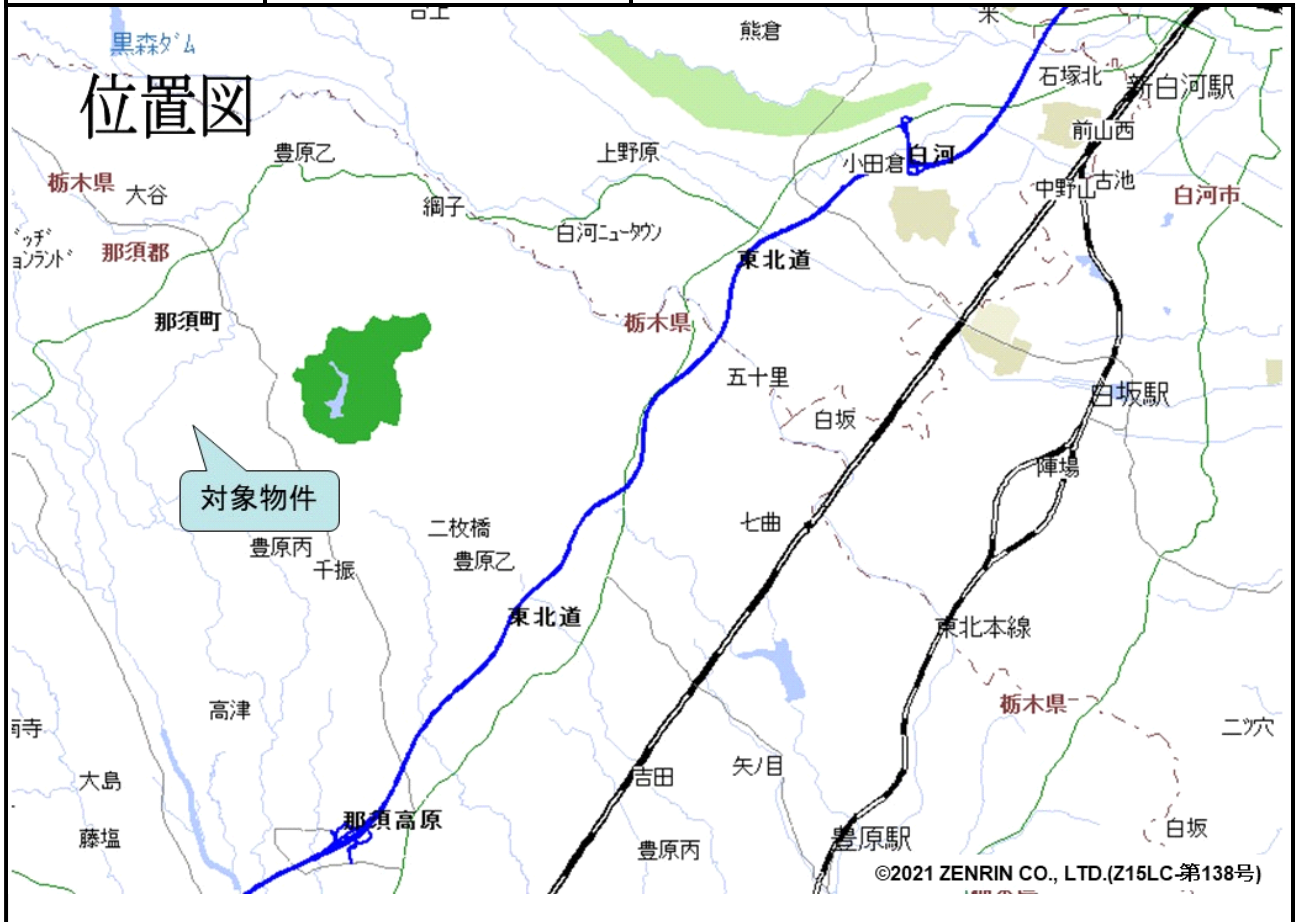 黒森ダム
熊倉
位置図
石塚北
新白河駅
前山西
豊原乙
上野原
小田倉
白河
栃木県
大谷
中野山
古池
白河市
綱子
白河ニュータウン
那須郡
東北道
那須町
栃木県
五十里
白坂
白坂駅
陣場
対象物件
二枚橋
七曲
豊原丙
豊原乙
千振
東北道
東北本線
高津
栃木県
二ツ穴
大島
吉田
矢ノ目
那須高原
藤塩
豊原丙
豊原駅
白坂
©2021 ZENRIN CO., LTD.(Z15LC-第138号)